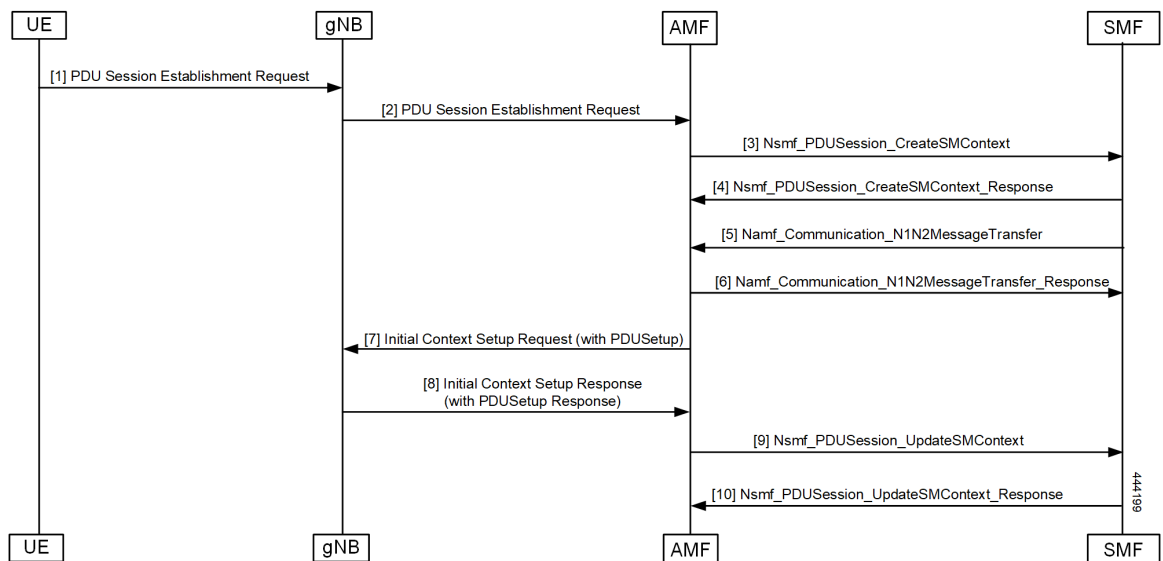 UE
gNB
AMF
SMF
[1] PDU Session Establishment Request
[2] PDU Session Establishment Request
[3] Nsmf_PDUSession_CreateSMContext
[4] Nsmf_PDUSession_CreateSMContext_Response
[5] Namf_Communication_N1N2MessageTransfer
[6] Namf_Communication_N1N2MessageTransfer_Response
[7] Initial Context Setup Request (with PDUSetup)
[8] Initial Context Setup Response
(with PDUSetup Response)
[9] Nsmf_PDUSession_UpdateSMContext
[10] Nsmf_PDUSession_UpdateSMContext_Response
444199
UE
gNB
AMF
SMF